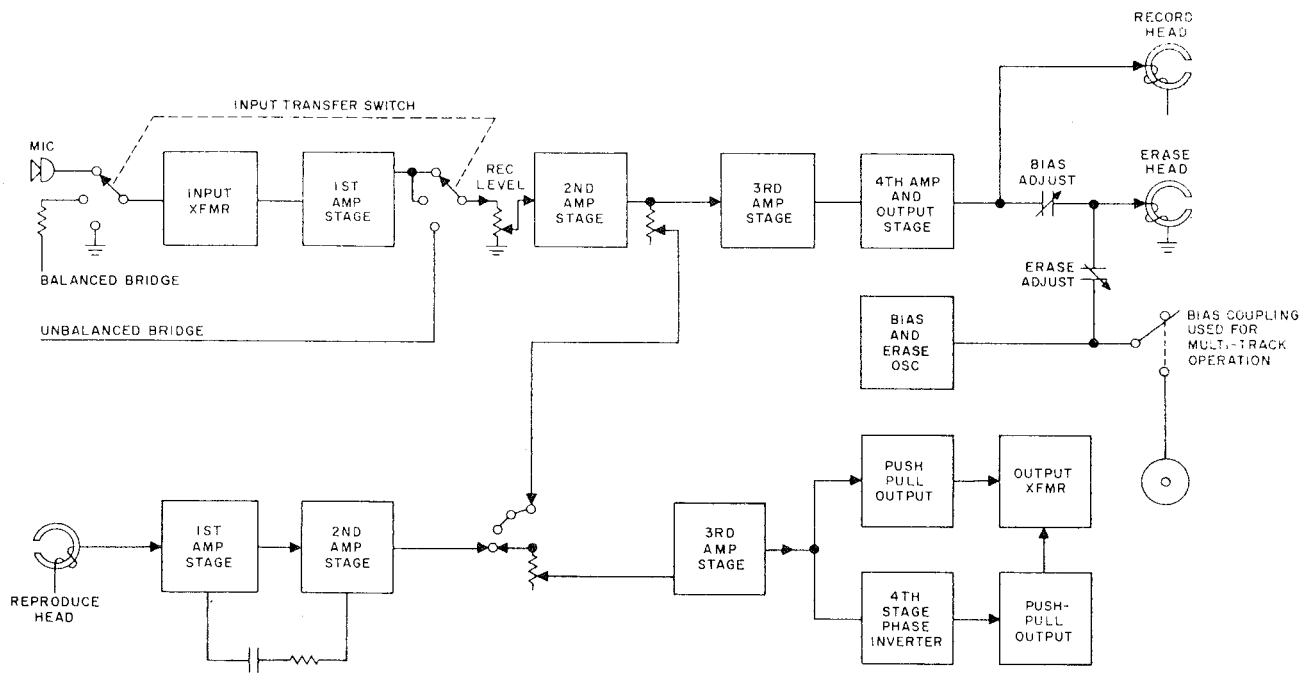 RECORD
HEAD
INPUT TRANSFER SWITCH
MIC
INPUT
XFMR
1ST
AMP
STAGE
REC
LEVEL
2ND
AMP
STAGE
3RD
AMP
STAGE
4TH AMP
AND
OUTPUT
STAGE
BIAS
ADJUST
ERASE
HEAD
BALANCED BRIDGE
UNBALANCED BRIDGE
ERASE
ADJUST
BIAS
AND
ERASE
OSC
BIAS COUPLING
USED FOR
MULTI-TRACK
OPERATION
REPRODUCE
HEAD
1ST
AMP
STAGE
2ND
AMP
STAGE
3RD
AMP
STAGE
PUSH
PULL
OUTPUT
OUTPUT
XFMR
4TH
STAGE
PHASE
INVERTER
PUSH-
PULL
OUTPUT